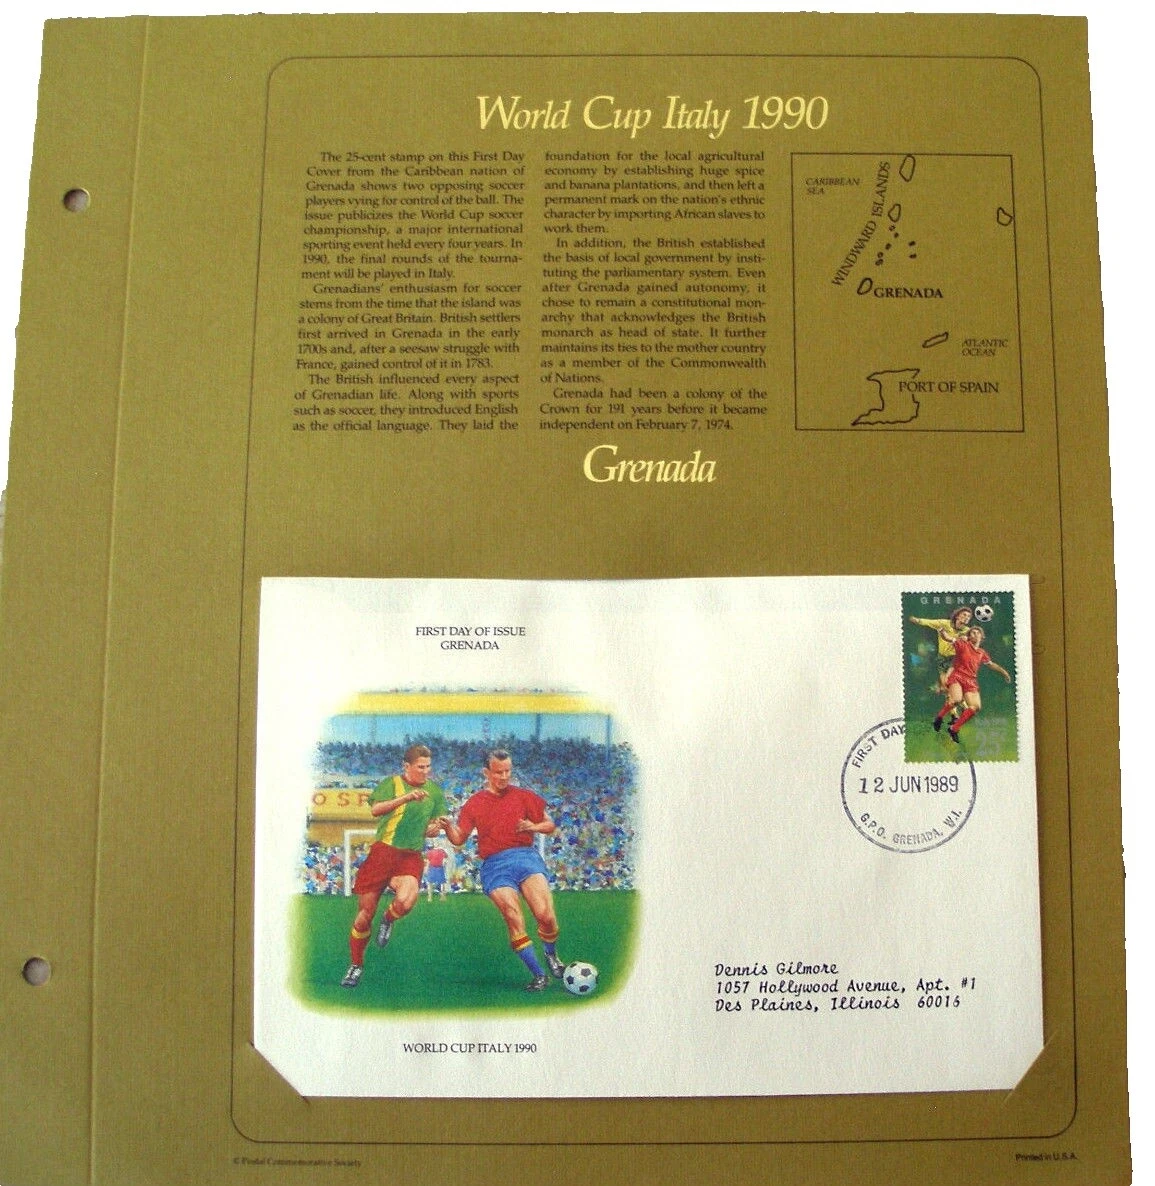 World Cup Italy 1990
The 25-cent stamp on this First Day
Cover from the Caribbean nation of
Grenada shows two opposing soccer
players vying for control of the ball. The
issue publicizes the World Cup soccer
championship, a major international
sporting event held every four years. In
1990, the final rounds of the tourna-
ment will be played in Italy.
Grenadians' enthusiasm for soccer
stems from the time that the island was
a colony of Great Britain. British settlers
first arrived in Grenada in the early
1700s and, after a seesaw struggle with
France, gained control of it in 1783.
The British influenced every aspect
of Grenadian life. Along with sports
such as soccer, they introduced English
as the official language. They laid the
foundation for the local agricultural
economy by establishing huge spice
and banana plantations, and then left a
permanent mark on the nation's ethnic
character by importing African slaves to
work them.
In addition, the British established
the basis of local government by insti-
tuting the parliamentary system. Even
after Grenada gained autonomy, it
chose to remain a constitutional mon-
archy that acknowledges the British
monarch as head of state. It further
maintains its ties to the mother country
as a member of the Commonwealth
of Nations.
Grenada had been a colony of the
Crown for 191 years before it became
independent on February 7, 1974.
CARIBBEAN
SEA
WINDWARD ISLANDS
GRENADA
ATLANTIC
OCEAN
PORT OF SPAIN
Grenada
FIRST DAY OF ISSUE
GRENADA
GRENADA
25
FIRST DAY
12 JUN 1989
G.P.O. GRENADA, W.I.
O SP
Dennis Gilmore
1057 Hollywood Avenue, Apt. #1
Des Plaines, Illinois 60016
WORLD CUP ITALY 1990
© Postal Commemorative Society
Printed in U.S.A.